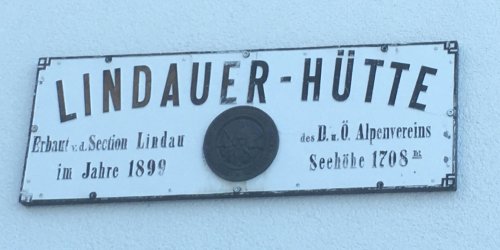 LINDAUER-HÜTTE
Erbaut v.d. Section Lindau
im Jahre 1899
des D. u. Ö. Alpenvereins
Seehöhe 1708 m